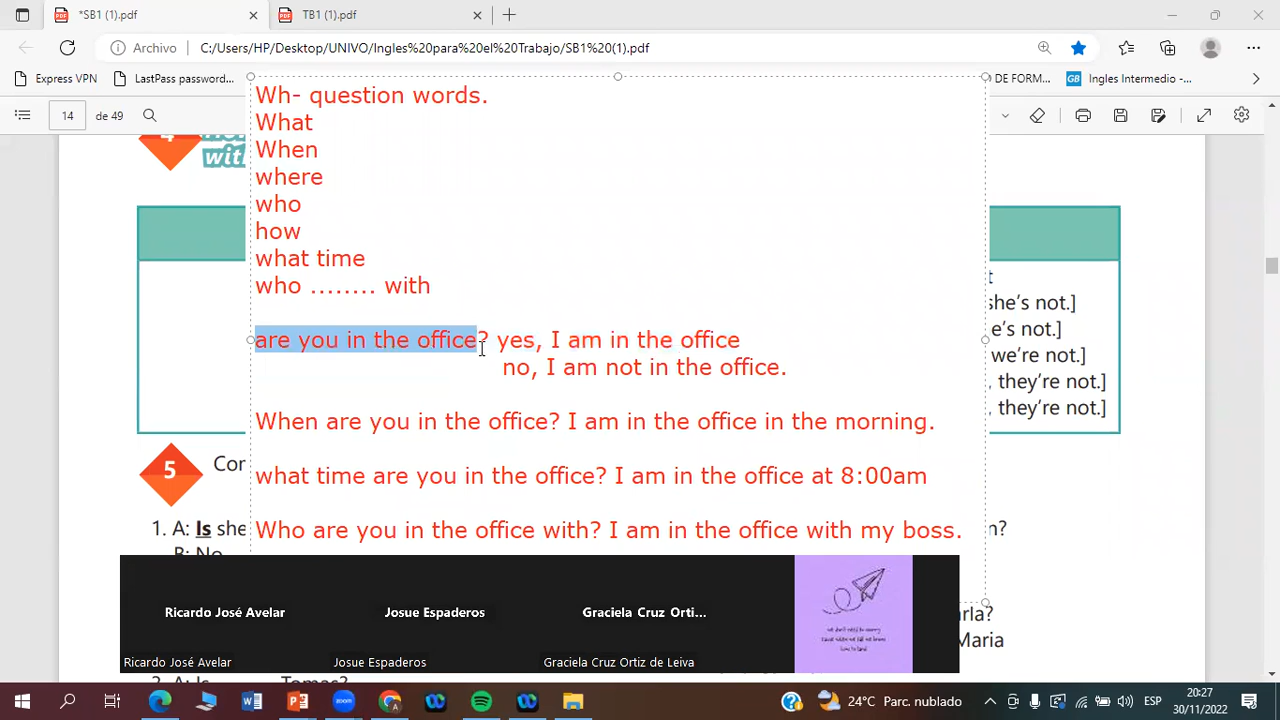 *SB1 (1).pdf
TB1 (1).pdf
Archivo C:/Users/HP/Desktop/UNIVO/Ingles%20para%20el%20Trabajo/SB1%20(1).pdf
Express VPN LastPass password... DE FORM... GB Ingles Intermedio -...
14 de 49
Wh- question words.
What
When
where
who
how
what time
who ........ with
are you in the office? yes, I am in the office
no, I am not in the office.
When are you in the office? I am in the office in the morning.
what time are you in the office? I am in the office at 8:00am
Who are you in the office with? I am in the office with my boss.
with
she's not.]
e's not.]
we're not.]
, they're not.]
, they're not.]
5 Cor
1. A: Is she n?
B: No
arla?
Maria
Tomas?
Ricardo José Avelar Josue Espaderos Graciela Cruz Orti...
Ricardo José Avelar Josue Espaderos Graciela Cruz Ortiz de Leiva
zoom
24°C Parc. nublado ESP 20:27
30/11/2022